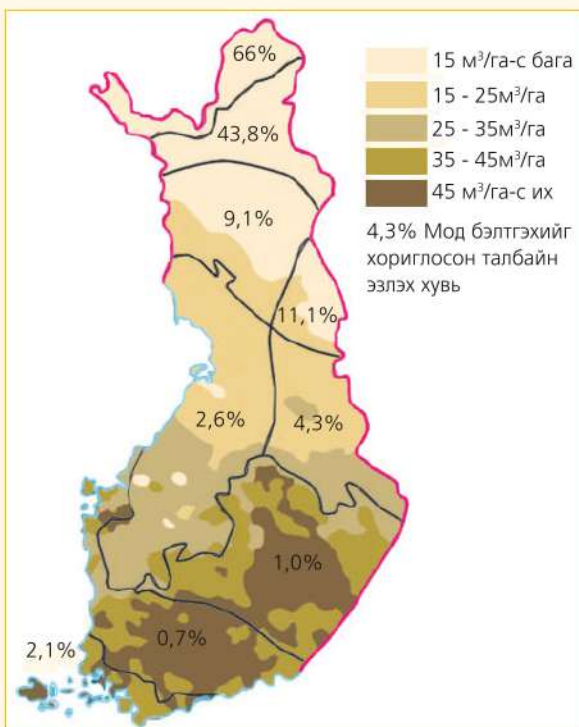 66%
43,8%
9,1%
11,1%
2,6%
4,3%
1,0%
0,7%
2,1%
15 м³/га-с бага
15 - 25м³/га
25 - 35м³/га
35 - 45м³/га
45 м³/га-с их
4,3% Мод бэлтгэхийг
хориглосон талбайн
эзлэх хувь